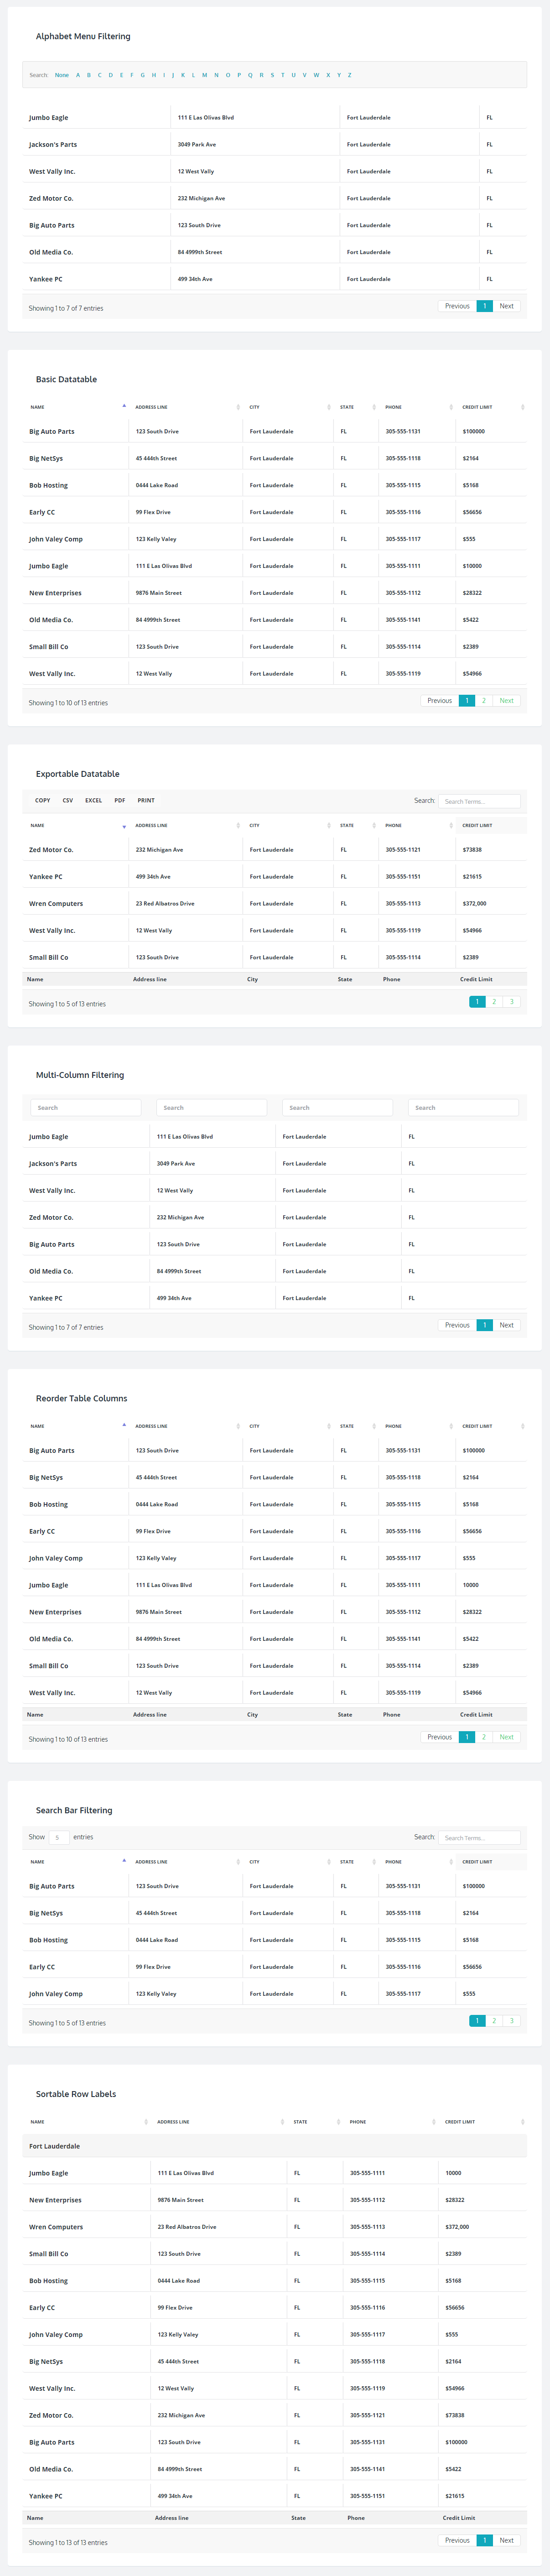 Alphabet Menu Filtering
Search: None A B C D E F G H I J K L M N O P Q R S T U V W X Y Z
Jumbo Eagle 111 E Las Olivas Blvd Fort Lauderdale FL
Jackson's Parts 3049 Park Ave Fort Lauderdale FL
West Vally Inc. 12 West Vally Fort Lauderdale FL
Zed Motor Co. 232 Michigan Ave Fort Lauderdale FL
Big Auto Parts 123 South Drive Fort Lauderdale FL
Old Media Co. 84 4999th Street Fort Lauderdale FL
Yankee PC 499 34th Ave Fort Lauderdale FL
Showing 1 to 7 of 7 entries Previous 1 Next
Basic Datatable
NAME ADDRESS LINE CITY STATE PHONE CREDIT LIMIT
Big Auto Parts 123 South Drive Fort Lauderdale FL 305-555-1131 $100000
Big NetSys 45 444th Street Fort Lauderdale FL 305-555-1118 $2164
Bob Hosting 0444 Lake Road Fort Lauderdale FL 305-555-1115 $5168
Early CC 99 Flex Drive Fort Lauderdale FL 305-555-1116 $56656
John Valey Comp 123 Kelly Valey Fort Lauderdale FL 305-555-1117 $555
Jumbo Eagle 111 E Las Olivas Blvd Fort Lauderdale FL 305-555-1111 $10000
New Enterprises 9876 Main Street Fort Lauderdale FL 305-555-1112 $28322
Old Media Co. 84 4999th Street Fort Lauderdale FL 305-555-1141 $5422
Small Bill Co 123 South Drive Fort Lauderdale FL 305-555-1114 $2389
West Vally Inc. 12 West Vally Fort Lauderdale FL 305-555-1119 $54966
Showing 1 to 10 of 13 entries Previous 1 2 Next
Exportable Datatable
COPY CSV EXCEL PDF PRINT Search: Search Terms...
NAME ADDRESS LINE CITY STATE PHONE CREDIT LIMIT
Zed Motor Co. 232 Michigan Ave Fort Lauderdale FL 305-555-1121 $73838
Yankee PC 499 34th Ave Fort Lauderdale FL 305-555-1151 $21615
Wren Computers 23 Red Albatros Drive Fort Lauderdale FL 305-555-1113 $372,000
West Vally Inc. 12 West Vally Fort Lauderdale FL 305-555-1119 $54966
Small Bill Co 123 South Drive Fort Lauderdale FL 305-555-1114 $2389
Name Address line City State Phone Credit Limit
Showing 1 to 5 of 13 entries 1 2 3
Multi-Column Filtering
Search Search Search Search
Jumbo Eagle 111 E Las Olivas Blvd Fort Lauderdale FL
Jackson's Parts 3049 Park Ave Fort Lauderdale FL
West Vally Inc. 12 West Vally Fort Lauderdale FL
Zed Motor Co. 232 Michigan Ave Fort Lauderdale FL
Big Auto Parts 123 South Drive Fort Lauderdale FL
Old Media Co. 84 4999th Street Fort Lauderdale FL
Yankee PC 499 34th Ave Fort Lauderdale FL
Showing 1 to 7 of 7 entries Previous 1 Next
Reorder Table Columns
NAME ADDRESS LINE CITY STATE PHONE CREDIT LIMIT
Big Auto Parts 123 South Drive Fort Lauderdale FL 305-555-1131 $100000
Big NetSys 45 444th Street Fort Lauderdale FL 305-555-1118 $2164
Bob Hosting 0444 Lake Road Fort Lauderdale FL 305-555-1115 $5168
Early CC 99 Flex Drive Fort Lauderdale FL 305-555-1116 $56656
John Valey Comp 123 Kelly Valey Fort Lauderdale FL 305-555-1117 $555
Jumbo Eagle 111 E Las Olivas Blvd Fort Lauderdale FL 305-555-1111 10000
New Enterprises 9876 Main Street Fort Lauderdale FL 305-555-1112 $28322
Old Media Co. 84 4999th Street Fort Lauderdale FL 305-555-1141 $5422
Small Bill Co 123 South Drive Fort Lauderdale FL 305-555-1114 $2389
West Vally Inc. 12 West Vally Fort Lauderdale FL 305-555-1119 $54966
Name Address line City State Phone Credit Limit
Showing 1 to 10 of 13 entries Previous 1 2 Next
Search Bar Filtering
Show 5 entries Search: Search Terms...
NAME ADDRESS LINE CITY STATE PHONE CREDIT LIMIT
Big Auto Parts 123 South Drive Fort Lauderdale FL 305-555-1131 $100000
Big NetSys 45 444th Street Fort Lauderdale FL 305-555-1118 $2164
Bob Hosting 0444 Lake Road Fort Lauderdale FL 305-555-1115 $5168
Early CC 99 Flex Drive Fort Lauderdale FL 305-555-1116 $56656
John Valey Comp 123 Kelly Valey Fort Lauderdale FL 305-555-1117 $555
Showing 1 to 5 of 13 entries 1 2 3
Sortable Row Labels
NAME ADDRESS LINE STATE PHONE CREDIT LIMIT
Fort Lauderdale
Jumbo Eagle 111 E Las Olivas Blvd FL 305-555-1111 10000
New Enterprises 9876 Main Street FL 305-555-1112 $28322
Wren Computers 23 Red Albatros Drive FL 305-555-1113 $372,000
Small Bill Co 123 South Drive FL 305-555-1114 $2389
Bob Hosting 0444 Lake Road FL 305-555-1115 $5168
Early CC 99 Flex Drive FL 305-555-1116 $56656
John Valey Comp 123 Kelly Valey FL 305-555-1117 $555
Big NetSys 45 444th Street FL 305-555-1118 $2164
West Vally Inc. 12 West Vally FL 305-555-1119 $54966
Zed Motor Co. 232 Michigan Ave FL 305-555-1121 $73838
Big Auto Parts 123 South Drive FL 305-555-1131 $100000
Old Media Co. 84 4999th Street FL 305-555-1141 $5422
Yankee PC 499 34th Ave FL 305-555-1151 $21615
Name Address line State Phone Credit Limit
Showing 1 to 13 of 13 entries Previous 1 Next